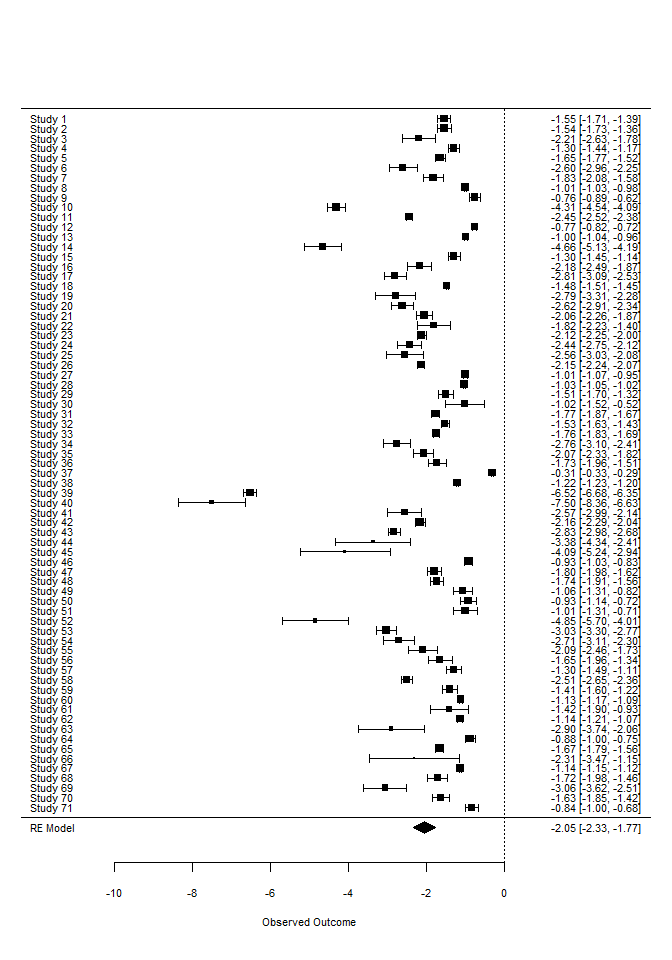 Study 1 -1.55 [-1.71, -1.39]
Study 2 -1.54 [-1.73, -1.36]
Study 3 -2.21 [-2.63, -1.78]
Study 4 -1.30 [-1.44, -1.17]
Study 5 -1.65 [-1.77, -1.52]
Study 6 -2.60 [-2.96, -2.25]
Study 7 -1.83 [-2.08, -1.58]
Study 8 -1.01 [-1.03, -0.98]
Study 9 -0.76 [-0.89, -0.62]
Study 10 -4.31 [-4.54, -4.09]
Study 11 -2.45 [-2.52, -2.38]
Study 12 -0.77 [-0.82, -0.72]
Study 13 -1.00 [-1.04, -0.96]
Study 14 -4.66 [-5.13, -4.19]
Study 15 -1.30 [-1.45, -1.14]
Study 16 -2.18 [-2.49, -1.87]
Study 17 -2.81 [-3.09, -2.53]
Study 18 -1.48 [-1.51, -1.45]
Study 19 -2.79 [-3.31, -2.28]
Study 20 -2.62 [-2.91, -2.34]
Study 21 -2.06 [-2.26, -1.87]
Study 22 -1.82 [-2.23, -1.40]
Study 23 -2.12 [-2.25, -2.00]
Study 24 -2.44 [-2.75, -2.12]
Study 25 -2.56 [-3.03, -2.08]
Study 26 -2.15 [-2.24, -2.07]
Study 27 -1.01 [-1.07, -0.95]
Study 28 -1.03 [-1.05, -1.02]
Study 29 -1.51 [-1.70, -1.32]
Study 30 -1.02 [-1.52, -0.52]
Study 31 -1.77 [-1.87, -1.67]
Study 32 -1.53 [-1.63, -1.43]
Study 33 -1.76 [-1.83, -1.69]
Study 34 -2.76 [-3.10, -2.41]
Study 35 -2.07 [-2.33, -1.82]
Study 36 -1.73 [-1.96, -1.51]
Study 37 -0.31 [-0.33, -0.29]
Study 38 -1.22 [-1.23, -1.20]
Study 39 -6.52 [-6.68, -6.35]
Study 40 -7.50 [-8.36, -6.63]
Study 41 -2.57 [-2.99, -2.14]
Study 42 -2.16 [-2.29, -2.04]
Study 43 -2.83 [-2.98, -2.68]
Study 44 -3.38 [-4.34, -2.41]
Study 45 -4.09 [-5.24, -2.94]
Study 46 -0.93 [-1.03, -0.83]
Study 47 -1.80 [-1.98, -1.62]
Study 48 -1.74 [-1.91, -1.56]
Study 49 -1.06 [-1.31, -0.82]
Study 50 -0.93 [-1.14, -0.72]
Study 51 -1.01 [-1.31, -0.71]
Study 52 -4.85 [-5.70, -4.01]
Study 53 -3.03 [-3.30, -2.77]
Study 54 -2.71 [-3.11, -2.30]
Study 55 -2.09 [-2.46, -1.73]
Study 56 -1.65 [-1.96, -1.34]
Study 57 -1.30 [-1.49, -1.11]
Study 58 -2.51 [-2.65, -2.36]
Study 59 -1.41 [-1.60, -1.22]
Study 60 -1.13 [-1.17, -1.09]
Study 61 -1.42 [-1.90, -0.93]
Study 62 -1.14 [-1.21, -1.07]
Study 63 -2.90 [-3.74, -2.06]
Study 64 -0.88 [-1.00, -0.75]
Study 65 -1.67 [-1.79, -1.56]
Study 66 -2.31 [-3.47, -1.15]
Study 67 -1.14 [-1.15, -1.12]
Study 68 -1.72 [-1.98, -1.46]
Study 69 -3.06 [-3.62, -2.51]
Study 70 -1.63 [-1.85, -1.42]
Study 71 -0.84 [-1.00, -0.68]
RE Model -2.05 [-2.33, -1.77]
-10 -8 -6 -4 -2 0
Observed Outcome